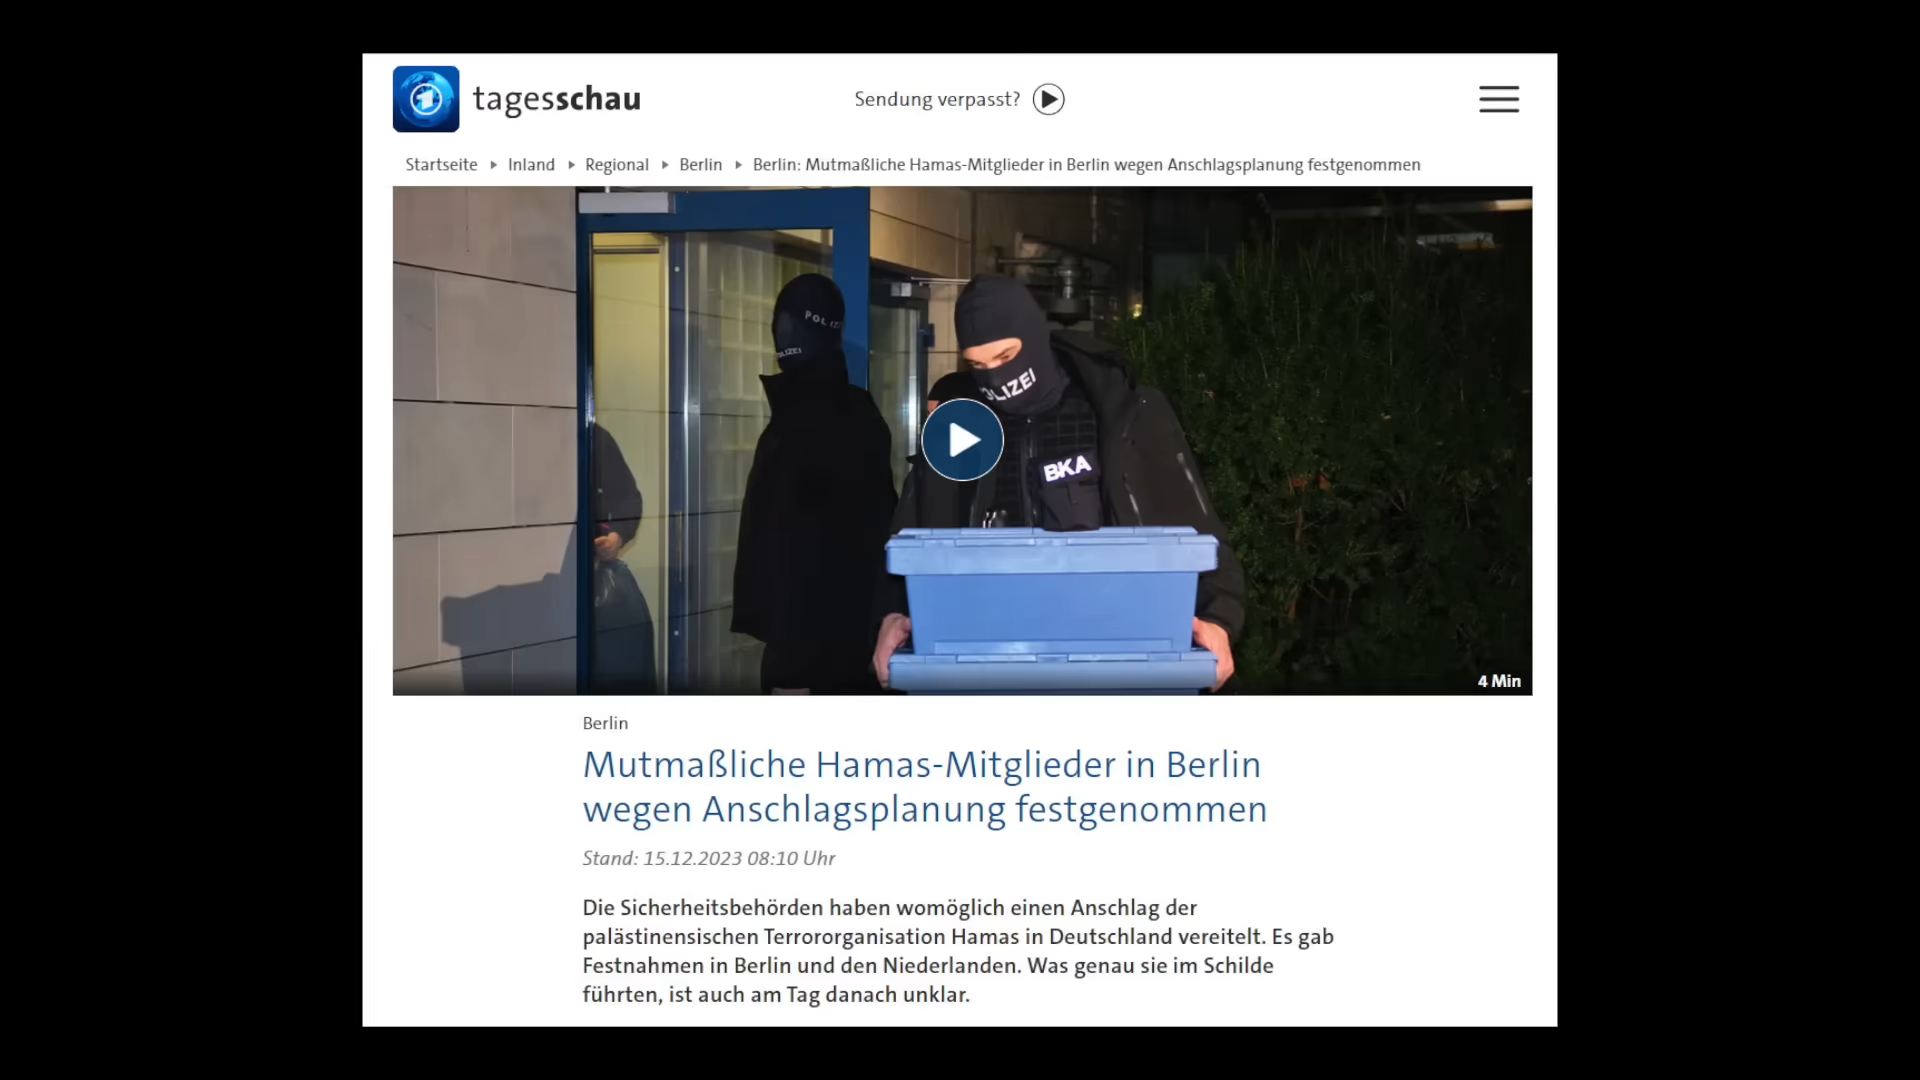 tagesschau
Sendung verpasst?
Startseite Inland Regional Berlin Berlin: Mutmaßliche Hamas-Mitglieder in Berlin wegen Anschlagsplanung festgenommen
POLIZEI
BKA
4 Min
Berlin
Mutmaßliche Hamas-Mitglieder in Berlin
wegen Anschlagsplanung festgenommen
Stand: 15.12.2023 08:10 Uhr
Die Sicherheitsbehörden haben womöglich einen Anschlag der
palästinensischen Terrororganisation Hamas in Deutschland vereitelt. Es gab
Festnahmen in Berlin und den Niederlanden. Was genau sie im Schilde
führten, ist auch am Tag danach unklar.